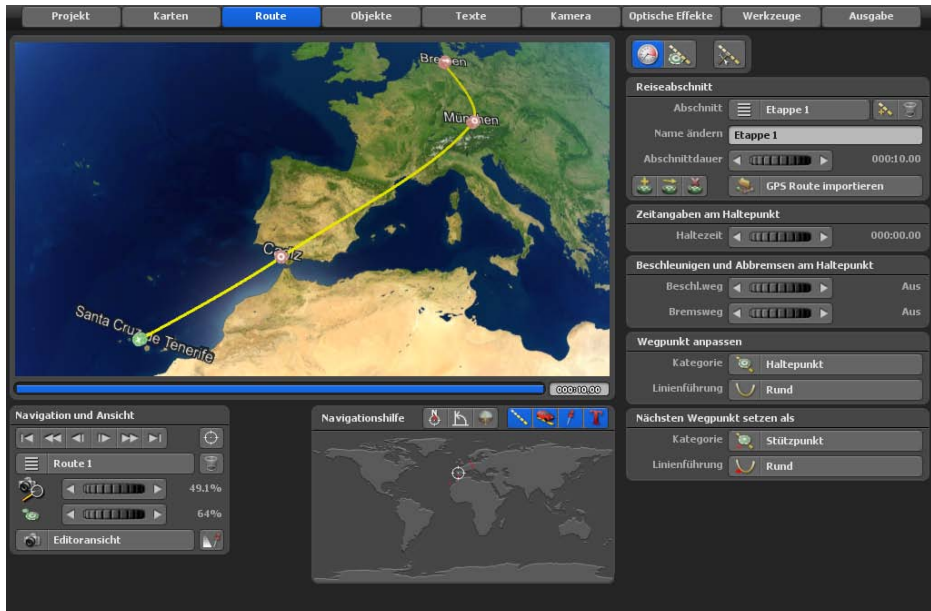 Projekt Karten Route Objekte Texte Kamera Optische Effekte Werkzeuge Ausgabe
Bremen
München
Cadiz
Santa Cruz de Tenerife
000:10.00
Reiseabschnitt
Abschnitt Etappe 1
Name ändern Etappe 1
Abschnittdauer 000:10.00
GPS Route importieren
Zeitangaben am Haltepunkt
Haltezeit 000:00.00
Beschleunigen und Abbremsen am Haltepunkt
Beschl.weg Aus
Bremsweg Aus
Wegpunkt anpassen
Kategorie Haltepunkt
Linienführung Rund
Nächsten Wegpunkt setzen als
Kategorie Stützpunkt
Linienführung Rund
Navigation und Ansicht
Route 1
49.1%
64%
Editoransicht
Navigationshilfe
N